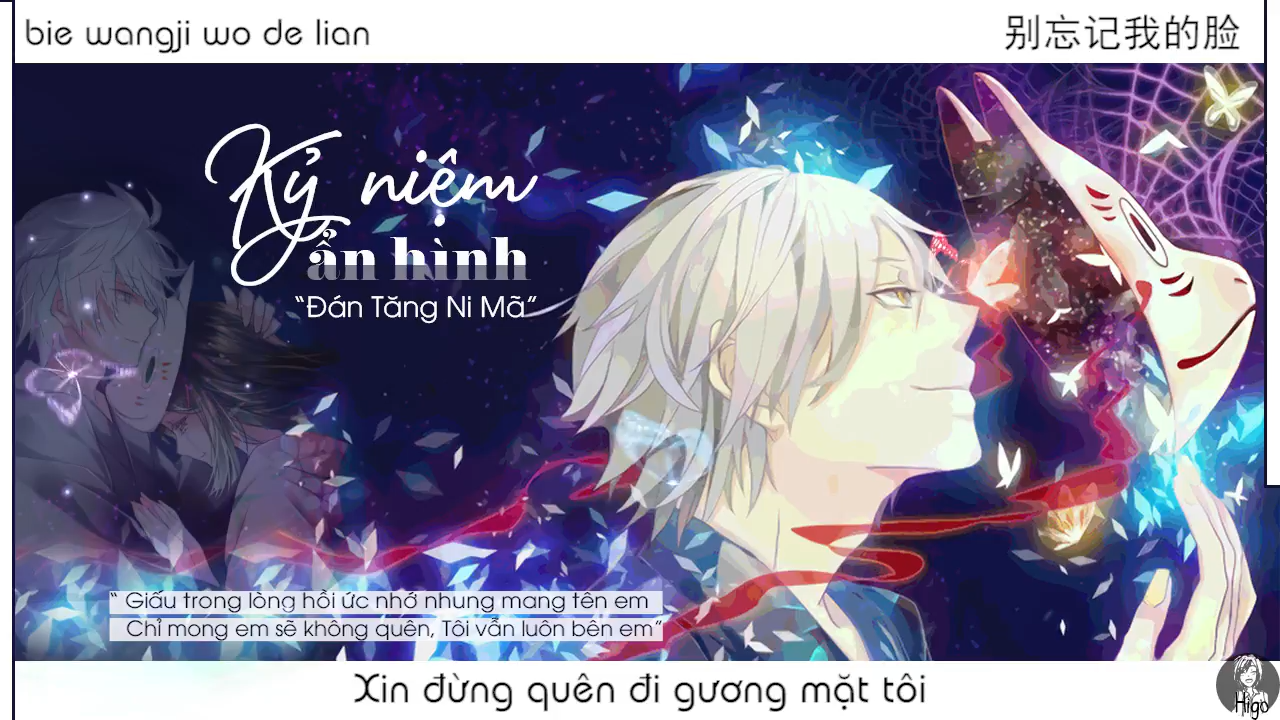 bie wangji wo de lian
别忘记我的脸
Kỷ niệm
ẩn hình
“Đán Tăng Ni Mã”
“ Giấu trong lòng hồi ức nhớ nhung mang tên em
Chỉ mong em sẽ không quên, Tôi vẫn luôn bên em”
Xin đừng quên đi gương mặt tôi
Higo